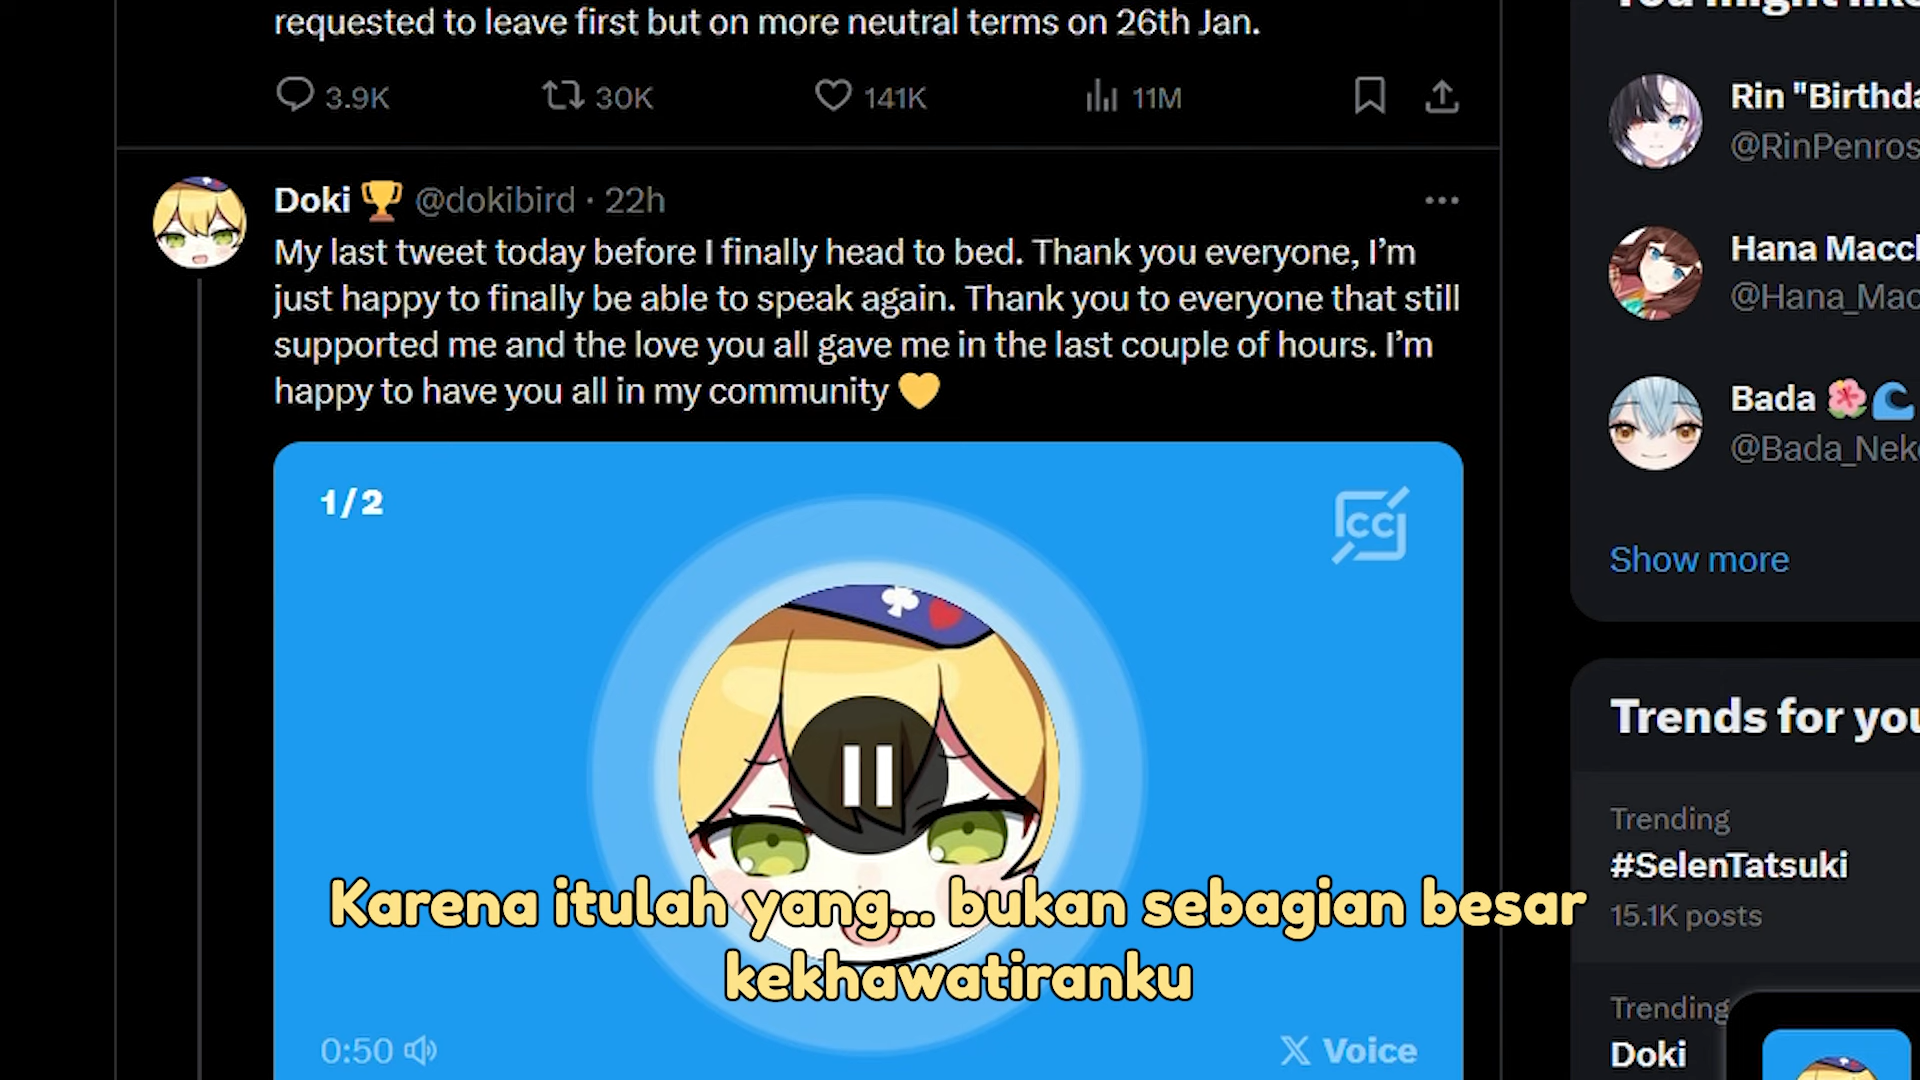 requested to leave first but on more neutral terms on 26th Jan.
3.9K 30K 141K 11M
Doki 🏆 @dokibird · 22h
My last tweet today before I finally head to bed. Thank you everyone, I’m
just happy to finally be able to speak again. Thank you to everyone that still
supported me and the love you all gave me in the last couple of hours. I’m
happy to have you all in my community 💛
1/2
CC
Karena itulah yang... bukan sebagian besar
kekhawatiranku
0:50
X Voice
Rin "Birthda
@RinPenros
Hana Macc
@Hana_Mac
Bada 🌺🌊
@Bada_Nek
Show more
Trends for you
Trending
#SelenTatsuki
15.1K posts
Trending
Doki